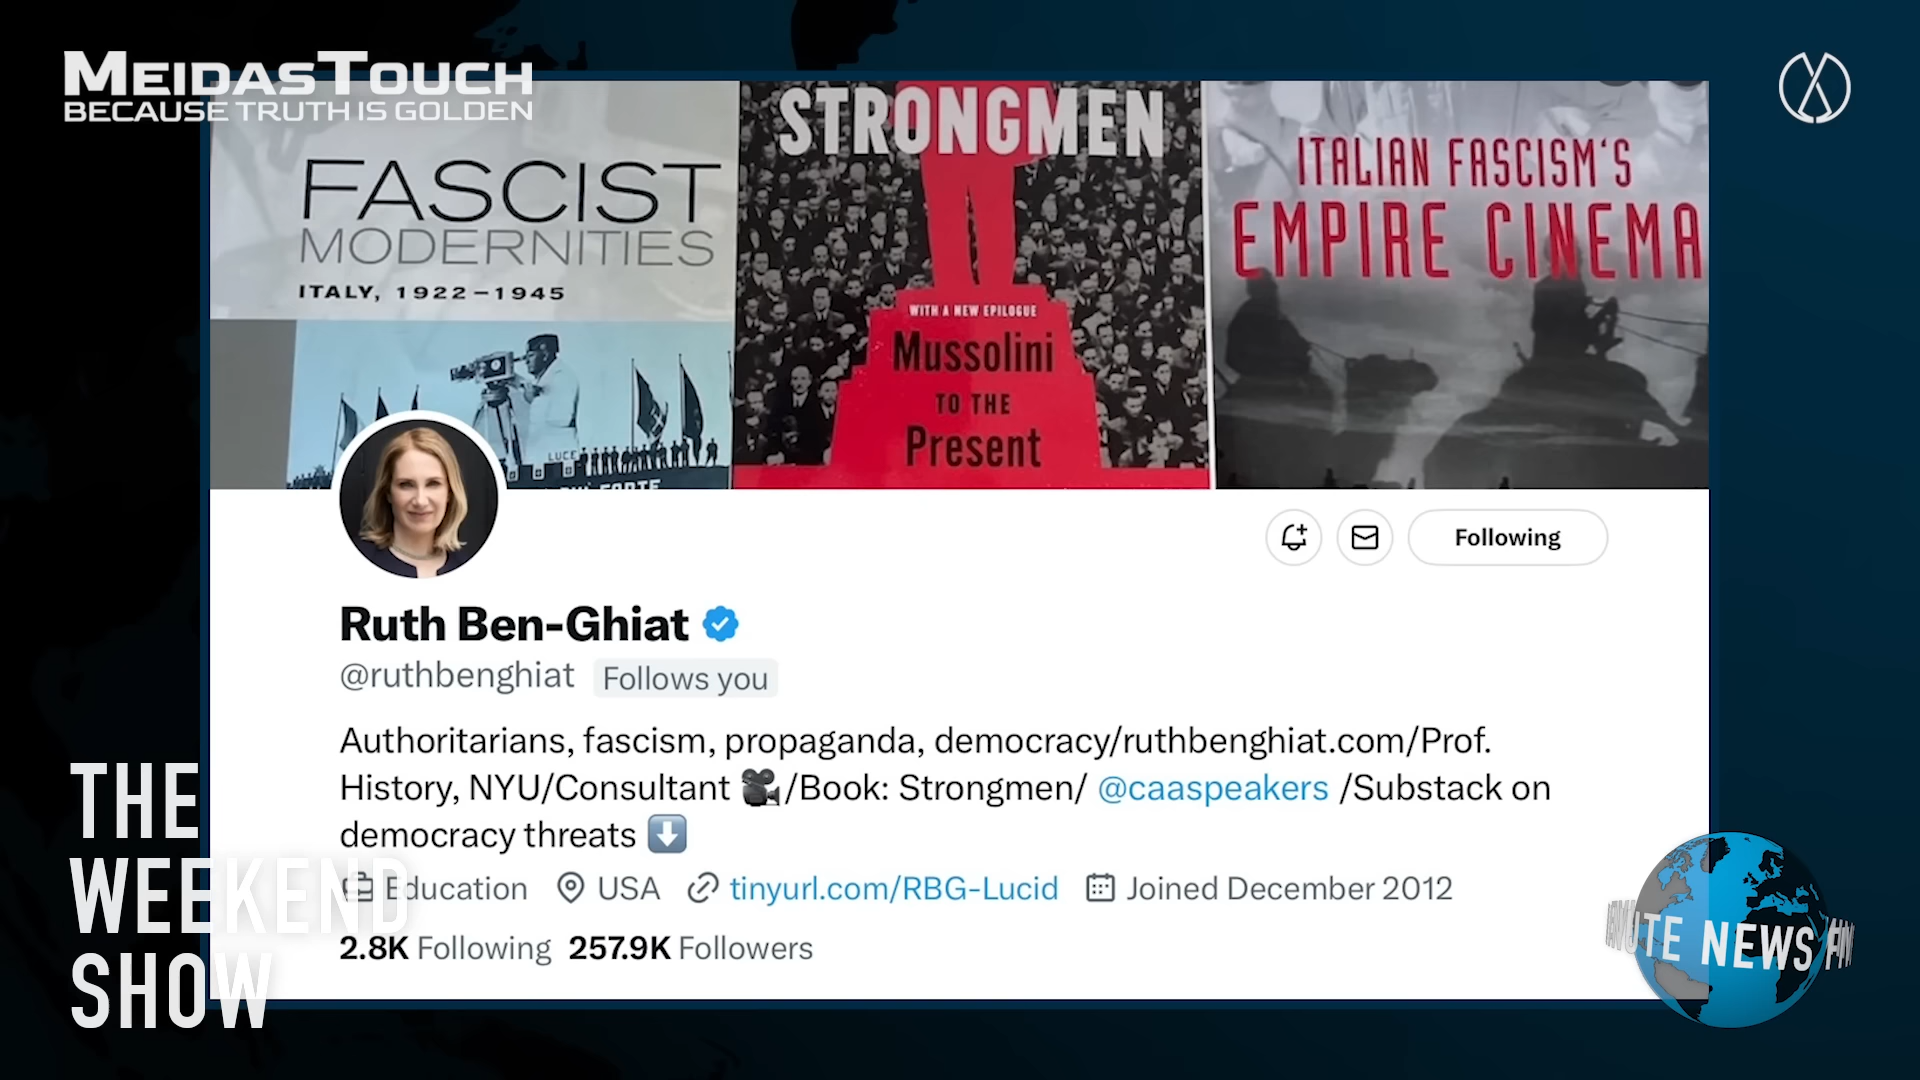 MEIDASTOUCH
BECAUSE TRUTH IS GOLDEN
FASCIST
MODERNITIES
ITALY, 1922–1945
LUCE
STRONGMEN
WITH A NEW EPILOGUE
Mussolini
TO THE
Present
ITALIAN FASCISM'S
EMPIRE CINEMA
Following
Ruth Ben-Ghiat
@ruthbenghiat Follows you
Authoritarians, fascism, propaganda, democracy/ruthbenghiat.com/Prof.
History, NYU/Consultant 🎥/Book: Strongmen/ @caaspeakers /Substack on
democracy threats ⬇️
Education USA tinyurl.com/RBG-Lucid Joined December 2012
2.8K Following 257.9K Followers
THE
WEEKEND
SHOW
NEWS